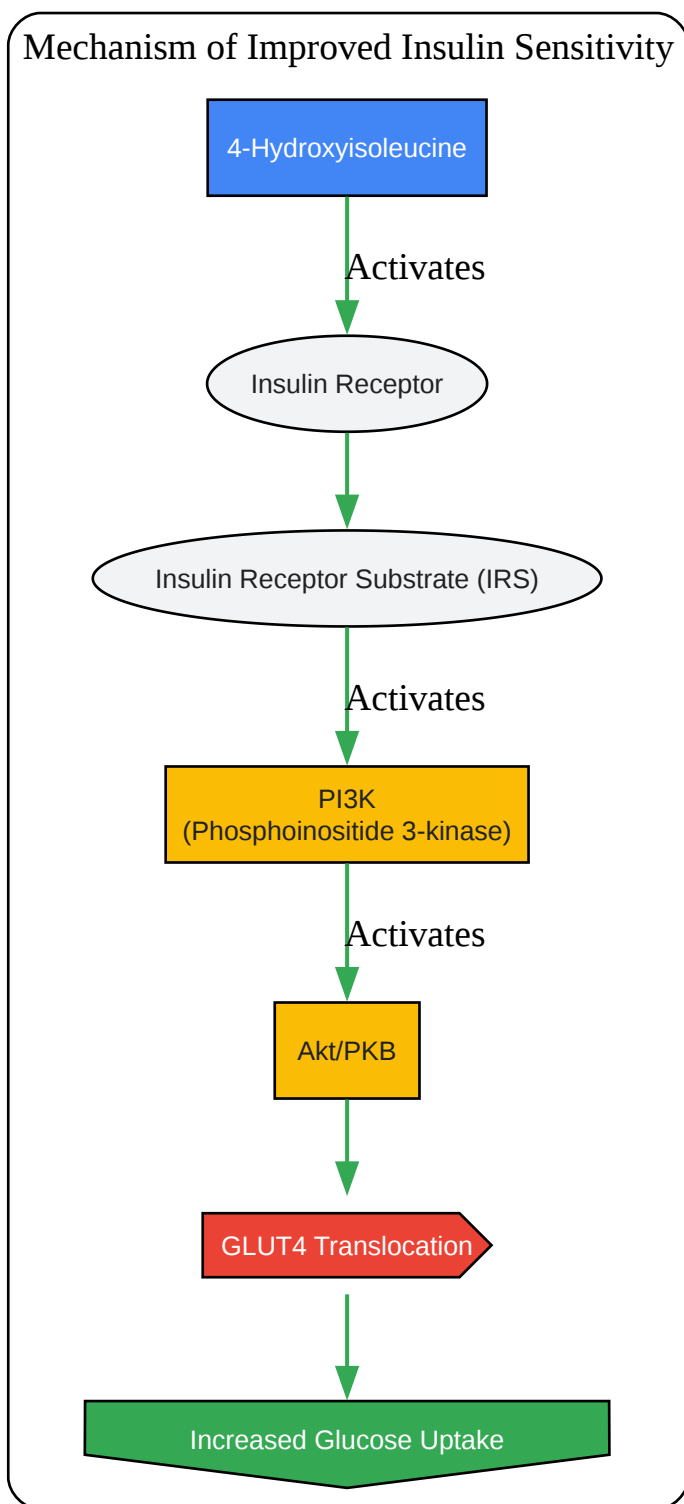 Mechanism of Improved Insulin Sensitivity
4-Hydroxyisoleucine
Activates
Insulin Receptor
Insulin Receptor Substrate (IRS)
Activates
PI3K
(Phosphoinositide 3-kinase)
Activates
Akt/PKB
GLUT4 Translocation
Increased Glucose Uptake